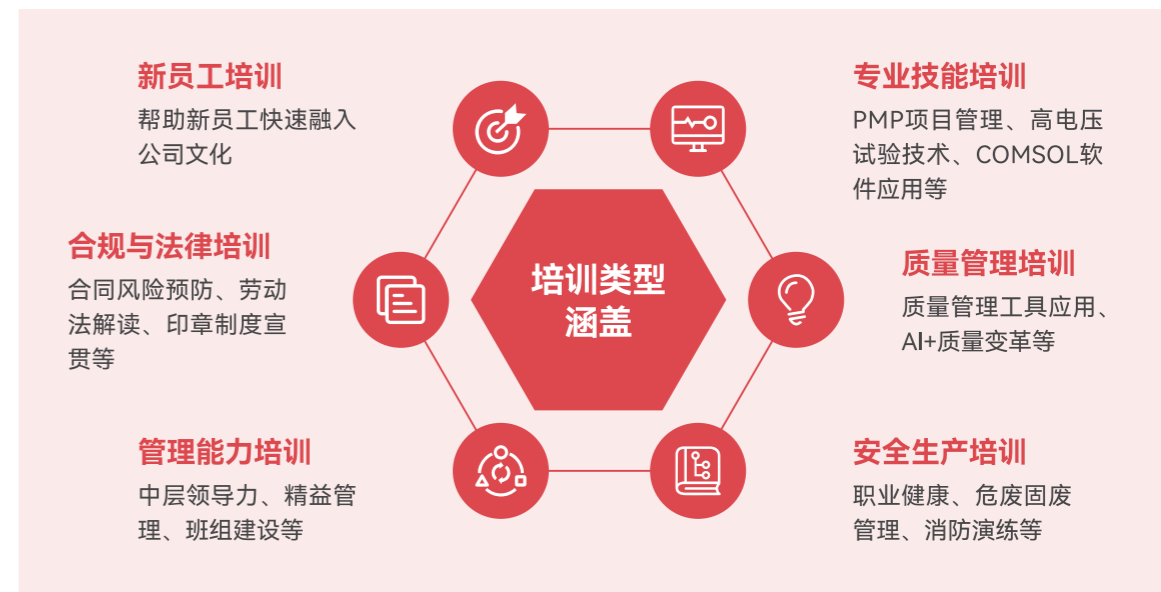 新员工培训
帮助新员工快速融入
公司文化
专业技能培训
PMP项目管理、高电压
试验技术、COMSOL软
件应用等
合规与法律培训
合同风险预防、劳动
法解读、印章制度宣
贯等
培训类型
涵盖
质量管理培训
质量管理工具应用、
AI+质量变革等
管理能力培训
中层领导力、精益管
理、班组建设等
安全生产培训
职业健康、危废固废
管理、消防演练等